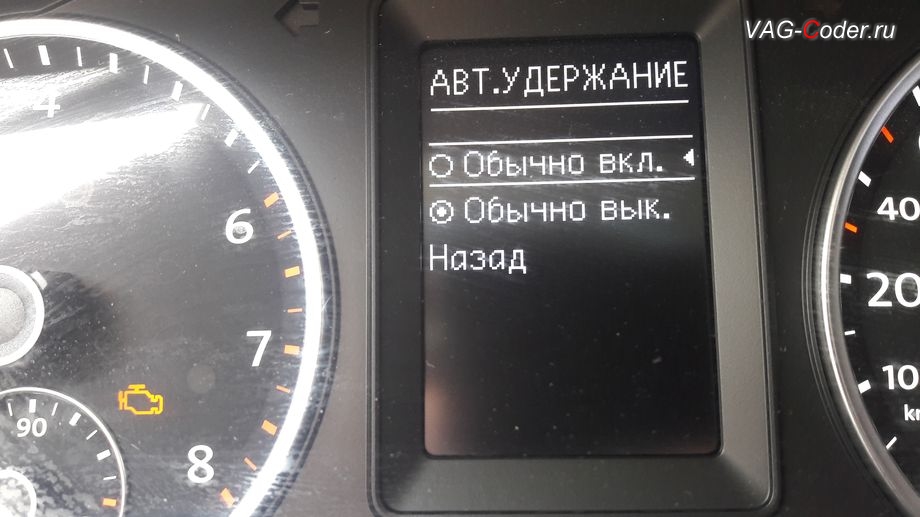 VAG-Coder.ru
АВТ.УДЕРЖАНИЕ
Обычно вкл.
Обычно вык.
Назад
4
6
7
8
90
40
20
10